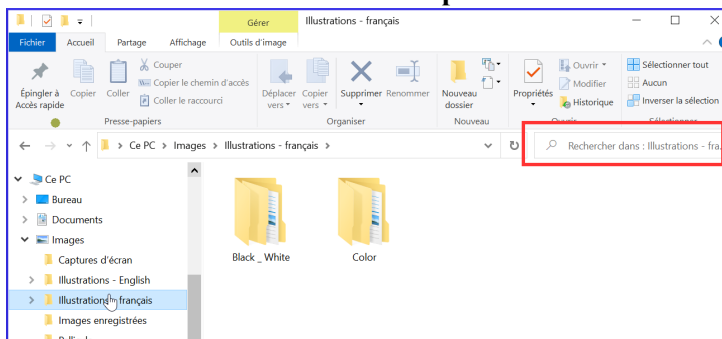 Gérer
Illustrations - français
Fichier
Accueil
Partage
Affichage
Outils d'image
Épingler à
Accès rapide
Copier
Coller
Couper
Copier le chemin d'accès
Coller le raccourci
Presse-papiers
Déplacer
vers
Copier
vers
Supprimer
Renommer
Organiser
Nouveau
dossier
Nouveau
Propriétés
Ouvrir
Modifier
Historique
Ouvrir
Sélectionner tout
Aucun
Inverser la sélection
Sélectionner
Ce PC > Images > Illustrations - français >
Rechercher dans : Illustrations - fra
Ce PC
Bureau
Documents
Images
Captures d'écran
Illustrations - English
Illustrations français
Images enregistrées
Black _ White
Color